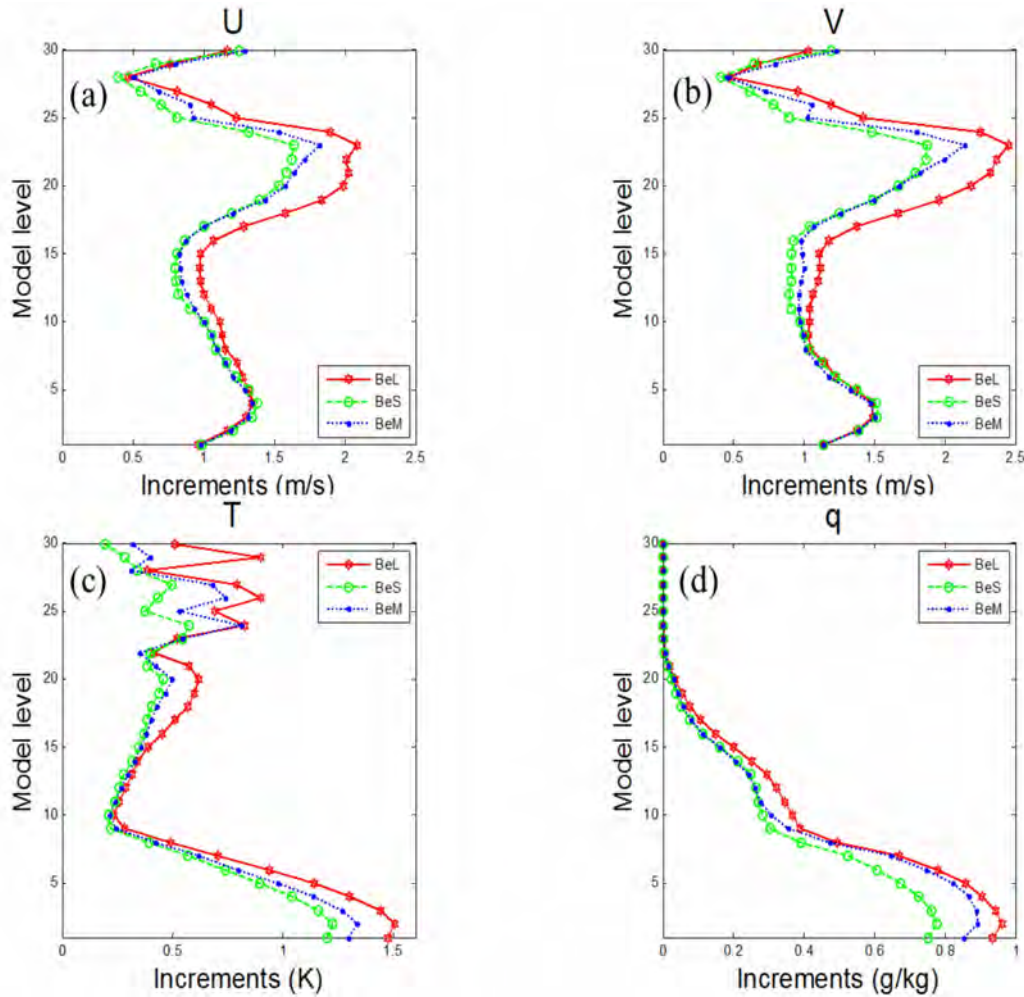 U
30
25
20
15
10
5
Model level
(a)
BeL
BeS
BeM
0 0.5 1 1.5 2 2.5
Increments (m/s)
V
30
25
20
15
10
5
Model level
(b)
BeL
BeS
BeM
0 0.5 1 1.5 2 2.5
Increments (m/s)
T
30
25
20
15
10
5
Model level
(c)
BeL
BeS
BeM
0 0.5 1 1.5
Increments (K)
q
30
25
20
15
10
5
Model level
(d)
BeL
BeS
BeM
0 0.2 0.4 0.6 0.8 1
Increments (g/kg)